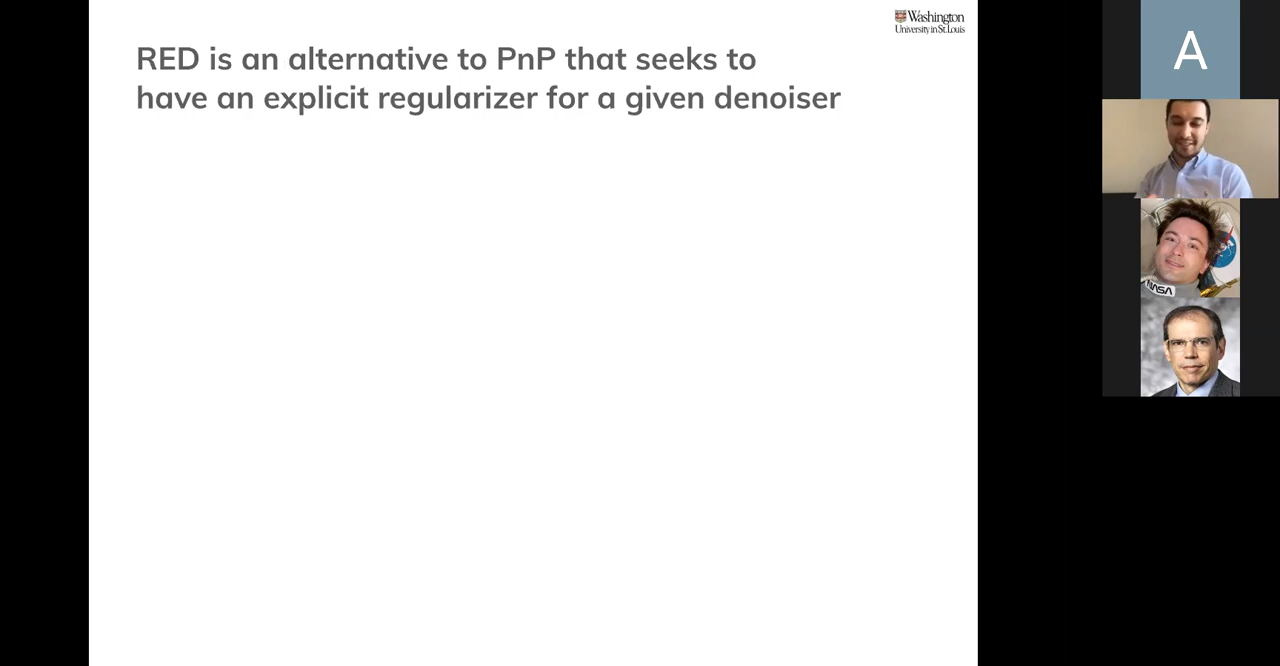 Washington
University in St. Louis
RED is an alternative to PnP that seeks to
have an explicit regularizer for a given denoiser
A
NASA